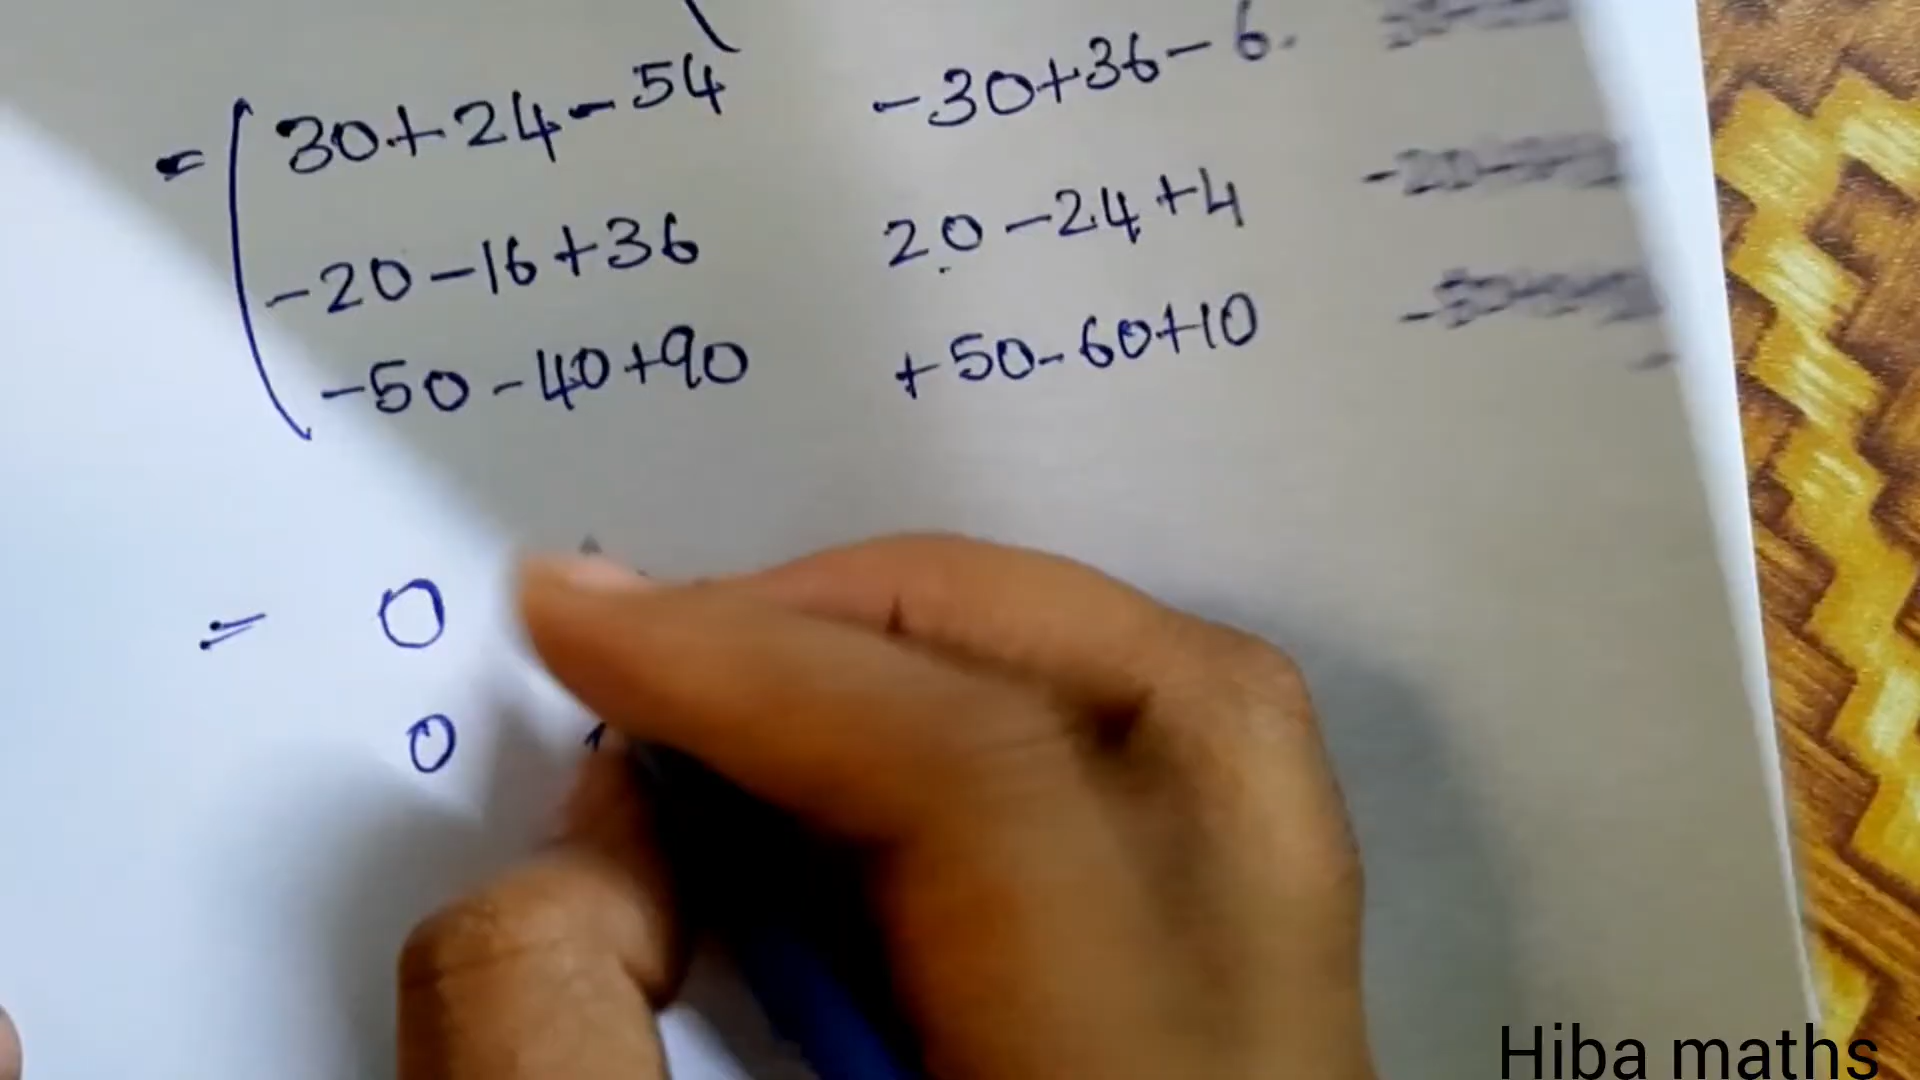 = ( 30+24-54 -30+36-6
-20-16+36 20-24+4
-50-40+90 +50-60+10
= 0
0
Hiba maths